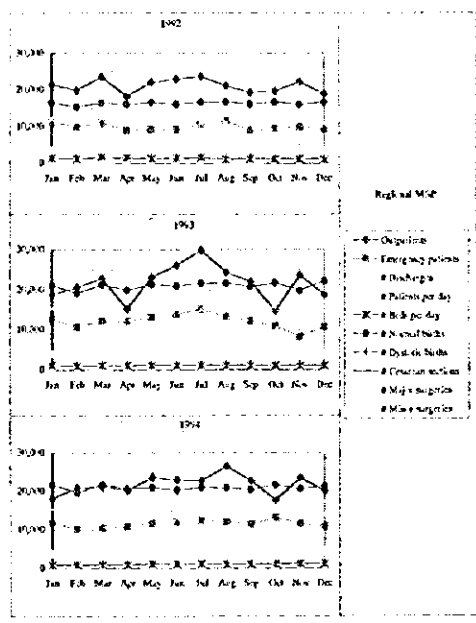 1992
30,000
20,000
10,000
0
Jan Feb Mar Apr May Jun Jul Aug Sep Oct Nov Dec
Regional MSP
1993
30,000
20,000
10,000
0
Jan Feb Mar Apr May Jun Jul Aug Sep Oct Nov Dec
Outpatients
Emergency patients
# Discharges
# Patients per day
# Beds per day
# Normal births
# Dystocic births
# Cesarian sections
# Major surgeries
# Minor surgeries
1994
30,000
20,000
10,000
0
Jan Feb Mar Apr May Jun Jul Aug Sep Oct Nov Dec